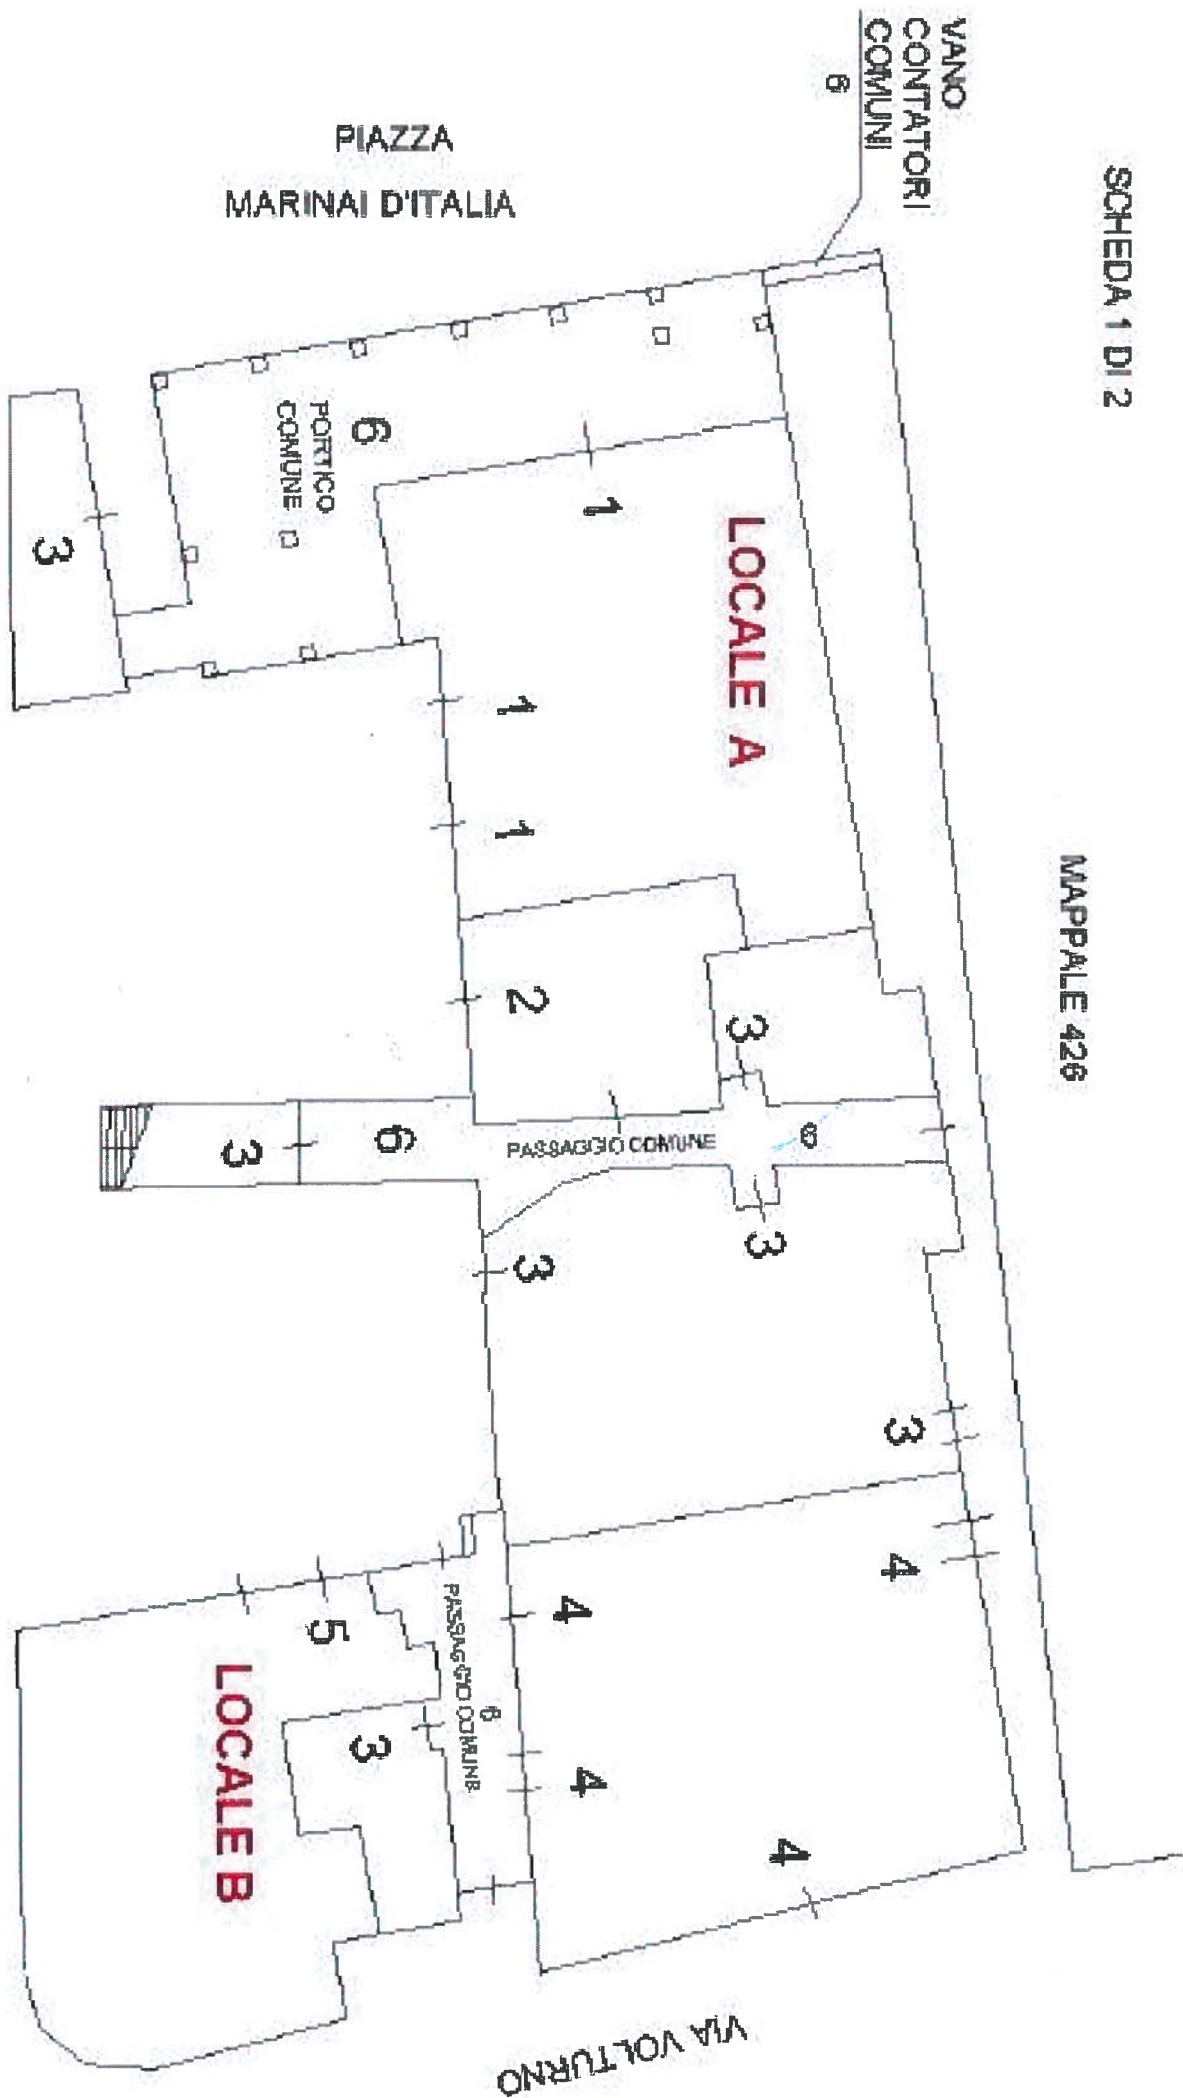 SCHEDA 1 DI 2
MAPPALE 426
VANO
CONTATORI
COMUNI
6
PIAZZA
MARINAI D'ITALIA
6
PORTICO
COMUNE
3
1
LOCALE A
1
1
2
3
3
6
PASSAGGIO COMUNE
6
3
3
3
4
4
4
4
PASSAGGIO COMUNE
6
5
3
LOCALE B
VIA VOLTURNO